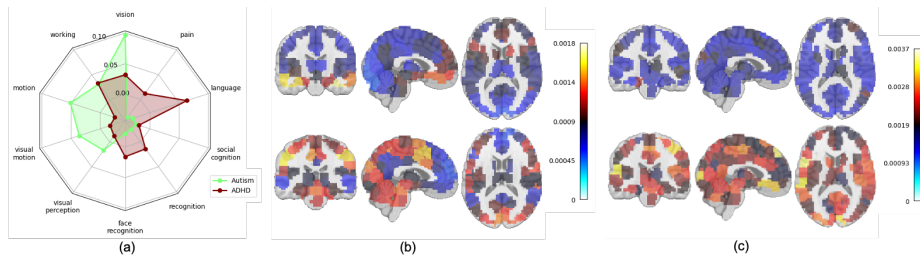 vision
pain
language
social
cognition
recognition
face
recognition
visual
perception
visual
motion
motion
working
0.10
0.05
0.01
Autism
ADHD
(a)
0.0018
0.0014
0.0009
0.00045
0
(b)
0.0037
0.0028
0.0019
0.00093
0
(c)